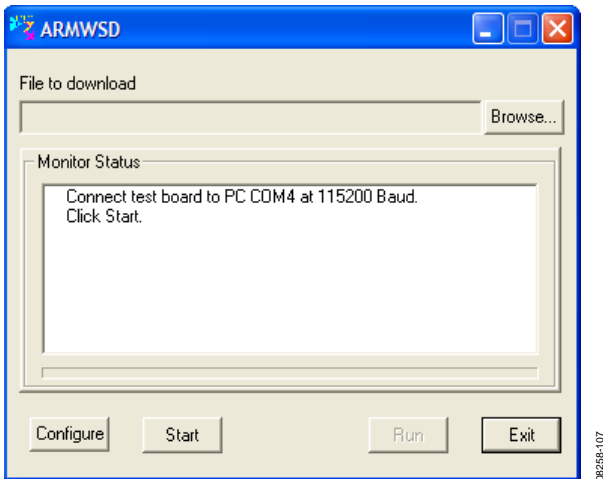 ARMWSD
File to download
Browse...
Monitor Status
Connect test board to PC COM4 at 115200 Baud.
Click Start.
Configure
Start
Run
Exit
08258-107